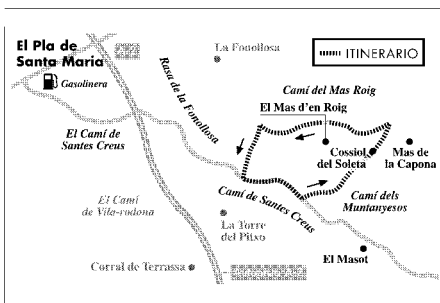 El Pla de
Santa Maria
Gasolinera
La Fonollosa
ITINERARIO
Rasa de la Fonollosa
Camí del Mas Roig
El Mas d'en Roig
El Camí de
Santes Creus
Cossiol
del Soleta
Mas de
la Capona
Camí de Santes Creus
Camí dels
Muntanyesos
El Camí
de Vila-rodona
La Torre
del Pitxo
El Masot
Corral de Terrassa